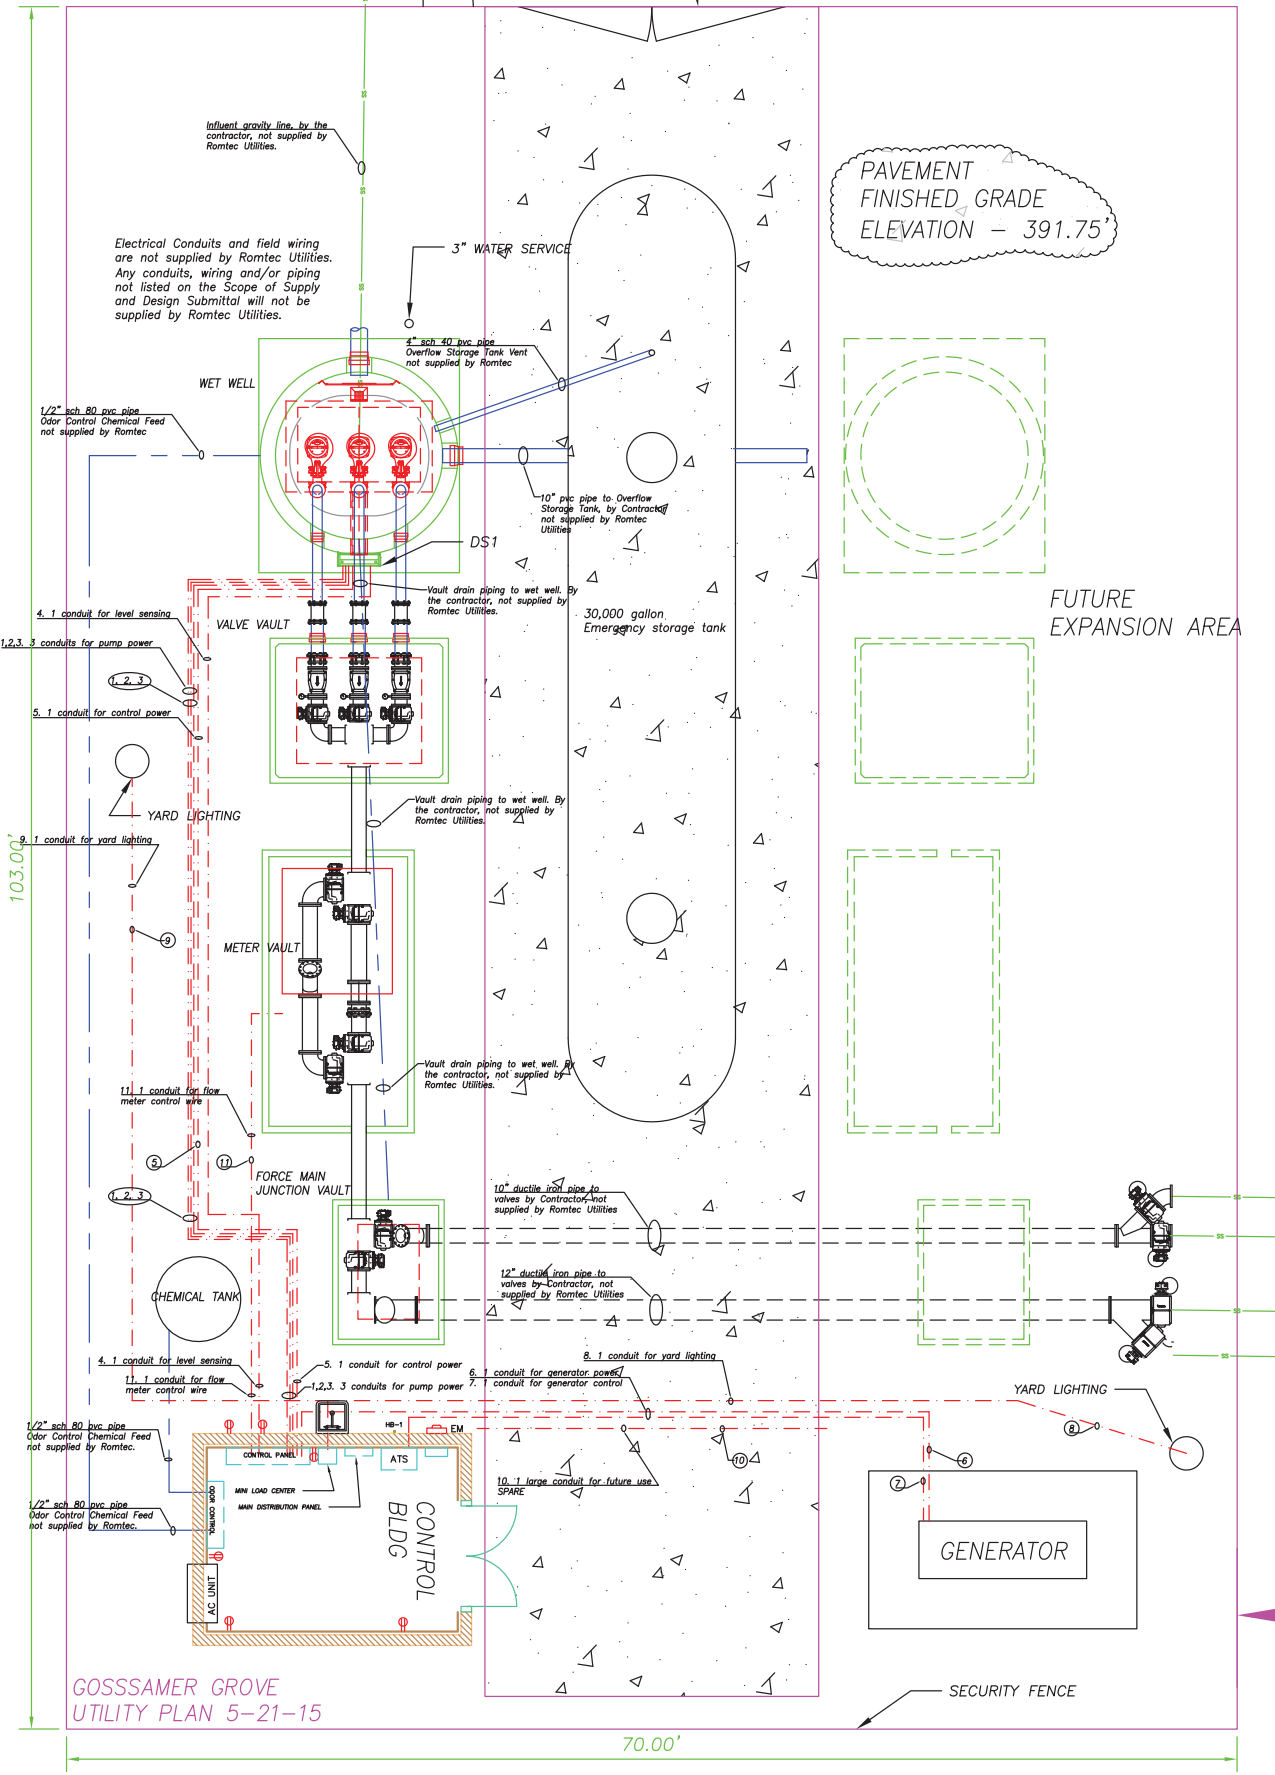 Influent gravity line, by the
contractor, not supplied by
Romtec Utilities.
PAVEMENT
FINISHED GRADE
ELEVATION – 391.75'
Electrical Conduits and field wiring
are not supplied by Romtec Utilities.
Any conduits, wiring and/or piping
not listed on the Scope of Supply
and Design Submittal will not be
supplied by Romtec Utilities.
3" WATER SERVICE
4" sch 40 pvc pipe
Overflow Storage Tank Vent
not supplied by Romtec
WET WELL
1/2" sch 80 pvc pipe
Odor Control Chemical Feed
not supplied by Romtec
10" pvc pipe to Overflow
Storage Tank, by Contractor
not supplied by Romtec
Utilities
DS1
Vault drain piping to wet well. By
the contractor, not supplied by
Romtec Utilities.
30,000 gallon
Emergency storage tank
FUTURE
EXPANSION AREA
4. 1 conduit for level sensing
VALVE VAULT
1,2,3. 3 conduits for pump power
1, 2, 3
5. 1 conduit for control power
YARD LIGHTING
Vault drain piping to wet well. By
the contractor, not supplied by
Romtec Utilities.
9. 1 conduit for yard lighting
103.00'
9
METER VAULT
Vault drain piping to wet well. By
the contractor, not supplied by
Romtec Utilities.
11. 1 conduit for flow
meter control wire
5
11
FORCE MAIN
JUNCTION VAULT
1, 2, 3
10" ductile iron pipe to
valves by Contractor, not
supplied by Romtec Utilities
12" ductile iron pipe to
valves by Contractor, not
supplied by Romtec Utilities
SS
SS
SS
SS
SS
SS
SS
SS
CHEMICAL TANK
4. 1 conduit for level sensing
11. 1 conduit for flow
meter control wire
5. 1 conduit for control power
1,2,3. 3 conduits for pump power
8. 1 conduit for yard lighting
6. 1 conduit for generator power
7. 1 conduit for generator control
YARD LIGHTING
8
1/2" sch 80 pvc pipe
Odor Control Chemical Feed
not supplied by Romtec.
HB-1
EM
10
6
CONTROL PANEL
ATS
10. 1 large conduit for future use
SPARE
7
MINI LOAD CENTER
MAIN DISTRIBUTION PANEL
ODOR CONTROL
1/2" sch 80 pvc pipe
Odor Control Chemical Feed
not supplied by Romtec.
CONTROL
BLDG
GENERATOR
AC UNIT
GOSSSAMER GROVE
UTILITY PLAN 5-21-15
SECURITY FENCE
70.00'